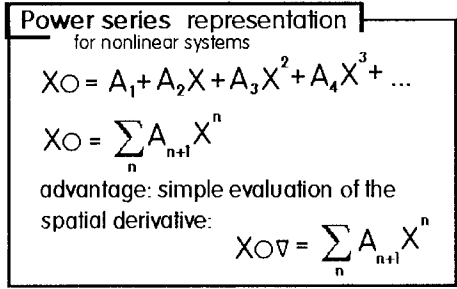 Power series representation
for nonlinear systems
X○ = A₁+ A₂X + A₃X² + A₄X³ + ...
X○ = ∑ₙ Aₙ₊₁Xⁿ
advantage: simple evaluation of the
spatial derivative:
X○∇ = ∑ₙ Aₙ₊₁Xⁿ